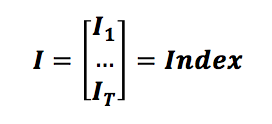 I₁
I = [...] = Index
I_T